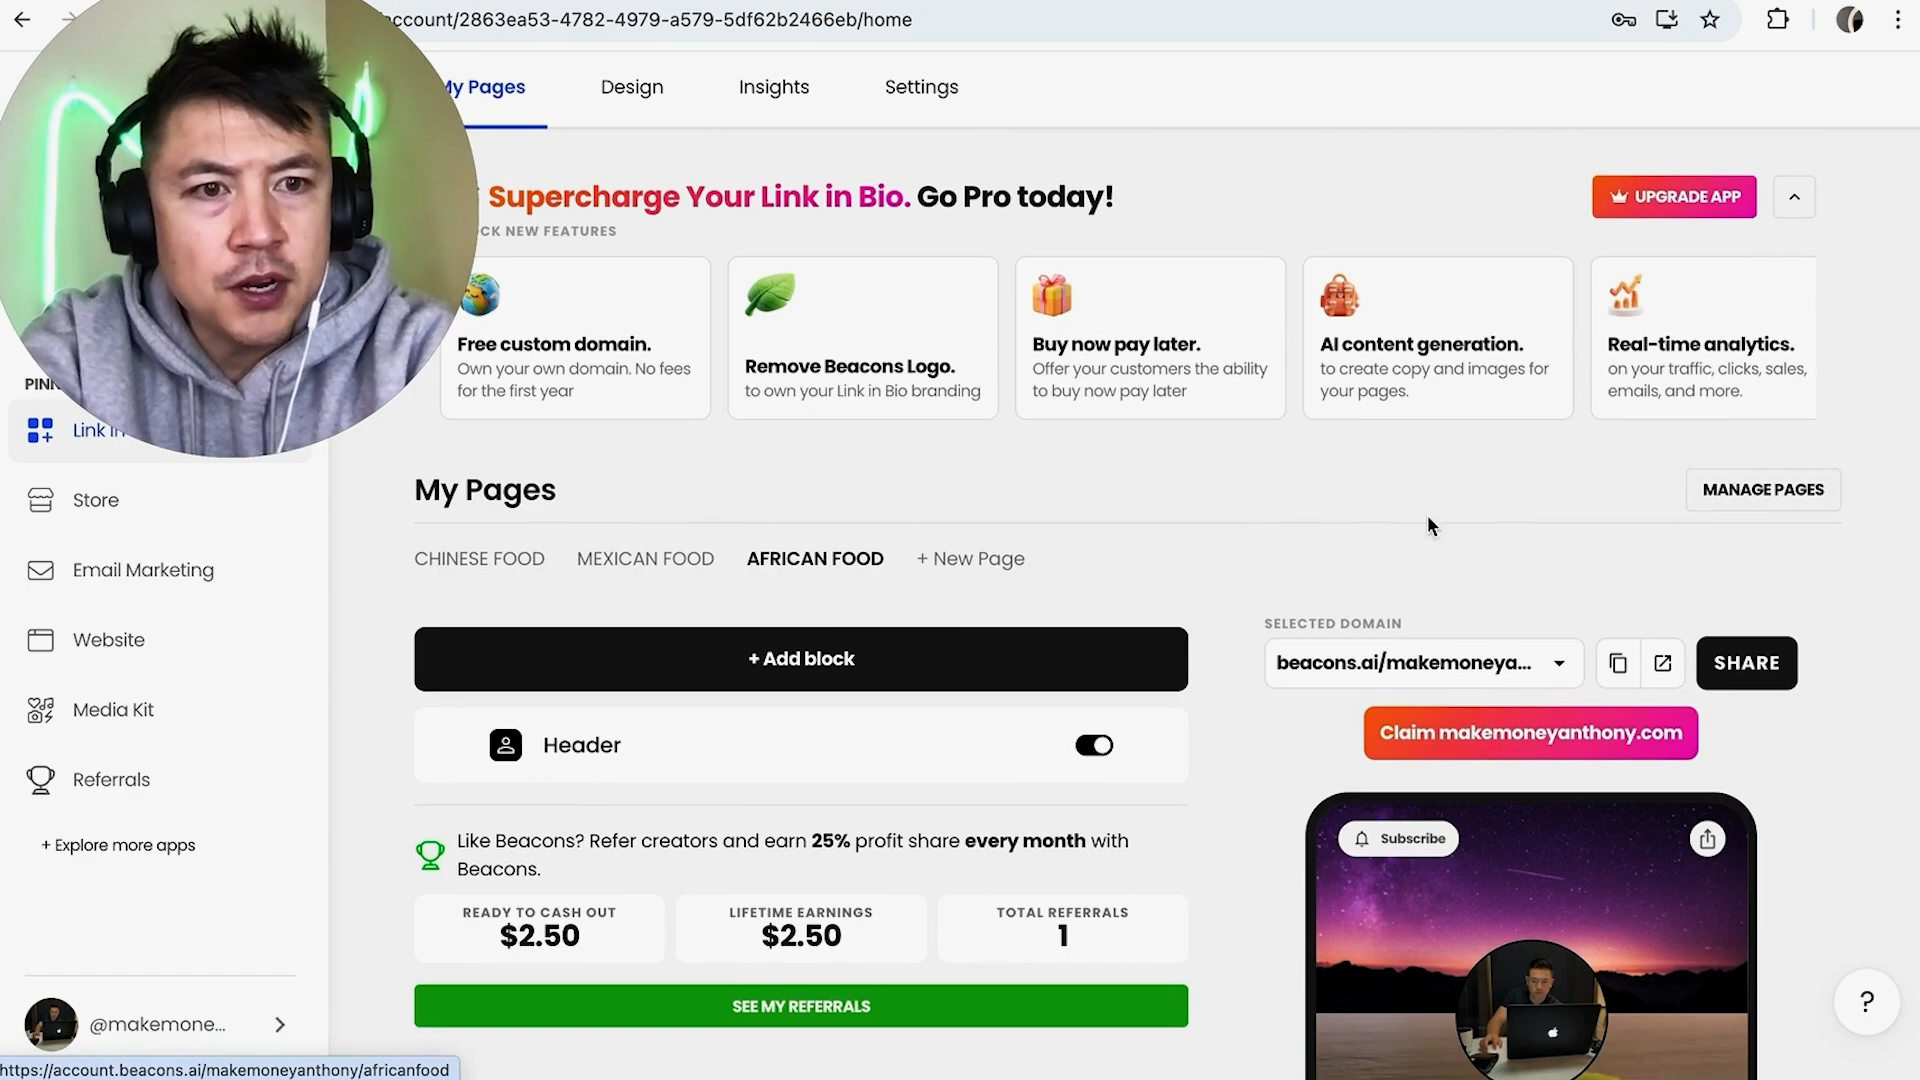 account/2863ea53-4782-4979-a579-5df62b2466eb/home
My Pages
Design
Insights
Settings
Supercharge Your Link in Bio. Go Pro today!
UPGRADE APP
NEW FEATURES
Free custom domain.
Own your own domain. No fees
for the first year
Remove Beacons Logo.
to own your Link in Bio branding
Buy now pay later.
Offer your customers the ability
to buy now pay later
AI content generation.
to create copy and images for
your pages.
Real-time analytics.
on your traffic, clicks, sales,
emails, and more.
Link in
Store
Email Marketing
Website
Media Kit
Referrals
+ Explore more apps
@makemone...
My Pages
MANAGE PAGES
CHINESE FOOD
MEXICAN FOOD
AFRICAN FOOD
+ New Page
+ Add block
Header
Like Beacons? Refer creators and earn 25% profit share every month with
Beacons.
READY TO CASH OUT
$2.50
LIFETIME EARNINGS
$2.50
TOTAL REFERRALS
1
SEE MY REFERRALS
SELECTED DOMAIN
beacons.ai/makemoneya...
SHARE
Claim makemoneyanthony.com
Subscribe
?
https://account.beacons.ai/makemoneyanthony/africanfood